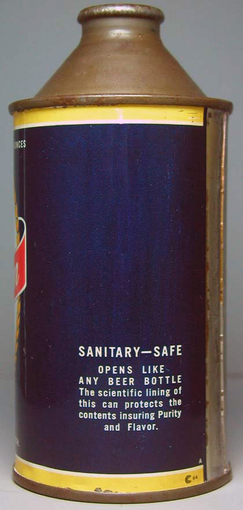 SANITARY—SAFE
OPENS LIKE
ANY BEER BOTTLE
The scientific lining of
this can protects the
contents insuring Purity
and Flavor.